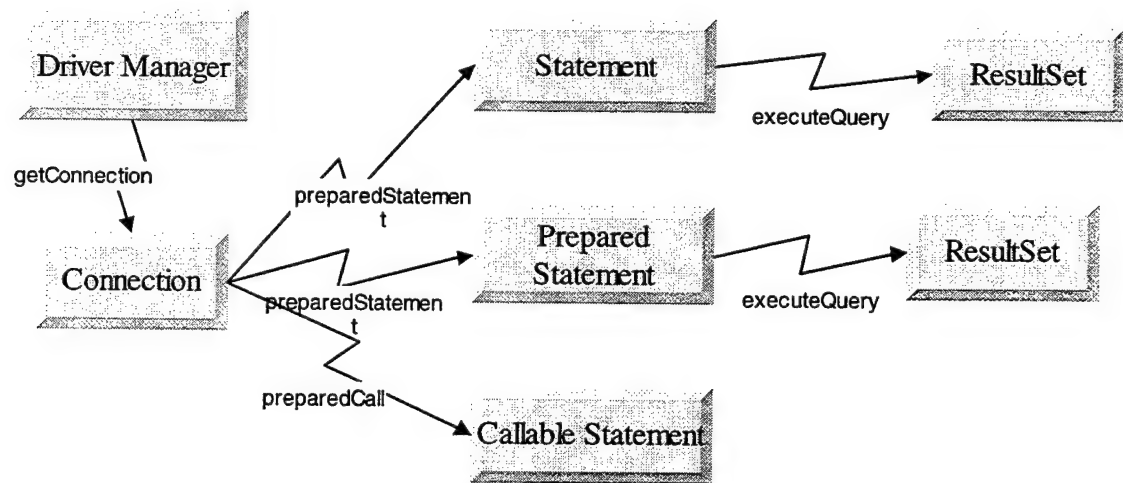 Driver Manager
Statement
ResultSet
executeQuery
getConnection
preparedStatemen
t
Prepared
Statement
ResultSet
Connection
executeQuery
preparedStatemen
t
preparedCall
Callable Statement